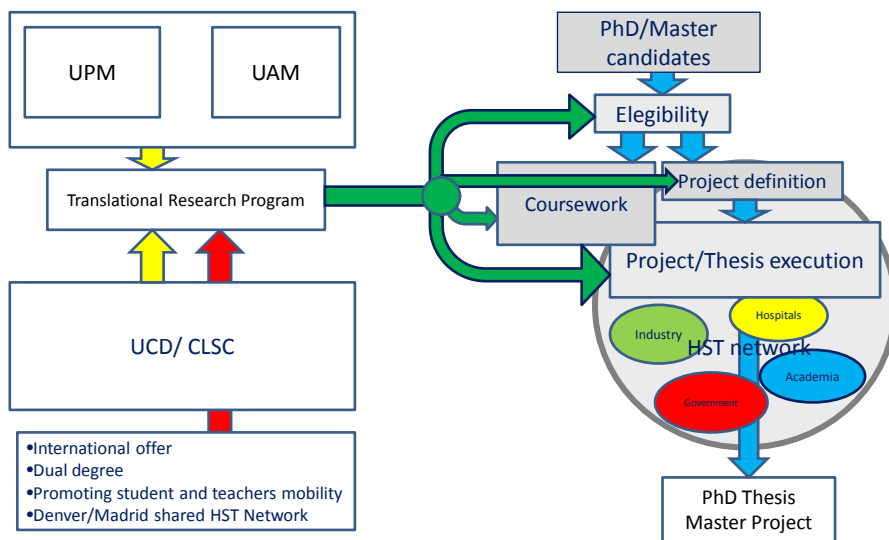 UPM
UAM
Translational Research Program
UCD/ CLSC
•International offer
•Dual degree
•Promoting student and teachers mobility
•Denver/Madrid shared HST Network
PhD/Master
candidates
Elegibility
Coursework
Project definition
Project/Thesis execution
Hospitals
Industry
HST network
Academia
Government
PhD Thesis
Master Project